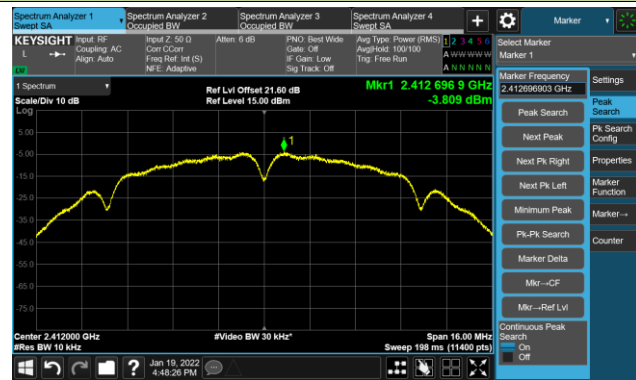 Spectrum Analyzer 1
Swept SA
Spectrum Analyzer 2
Occupied BW
Spectrum Analyzer 3
Occupied BW
Spectrum Analyzer 4
Swept SA
+
Marker
KEYSIGHT
L
LW
Input: RF
Coupling: AC
Align: Auto
Input Z: 50 Ω
Corr CCorr
Freq Ref: Int (S)
NFE: Adaptive
Atten: 6 dB
PNO: Best Wide
Gate: Off
IF Gain: Low
Sig Track: Off
Avg Type: Power (RMS)
Avg|Hold: 100/100
Trig: Free Run
1 2 3 4 5 6
A W W W W W
A N N N N N
Select Marker
Marker 1
1 Spectrum
Scale/Div 10 dB
Log
Ref Lvl Offset 21.60 dB
Ref Level 15.00 dBm
Mkr1 2.412 696 9 GHz
-3.809 dBm
1
5.00
-5.00
-15.0
-25.0
-35.0
-45.0
-55.0
-65.0
-75.0
Center 2.412000 GHz
#Res BW 10 kHz
#Video BW 30 kHz*
Span 16.00 MHz
Sweep 198 ms (11400 pts)
Marker Frequency
2.412696903 GHz
Peak Search
Next Peak
Next Pk Right
Next Pk Left
Minimum Peak
Pk-Pk Search
Marker Delta
Mkr→CF
Mkr→Ref Lvl
Continuous Peak
Search
On
Off
Settings
Peak
Search
Pk Search
Config
Properties
Marker
Function
Marker→
Counter
?
Jan 19, 2022
4:48:26 PM